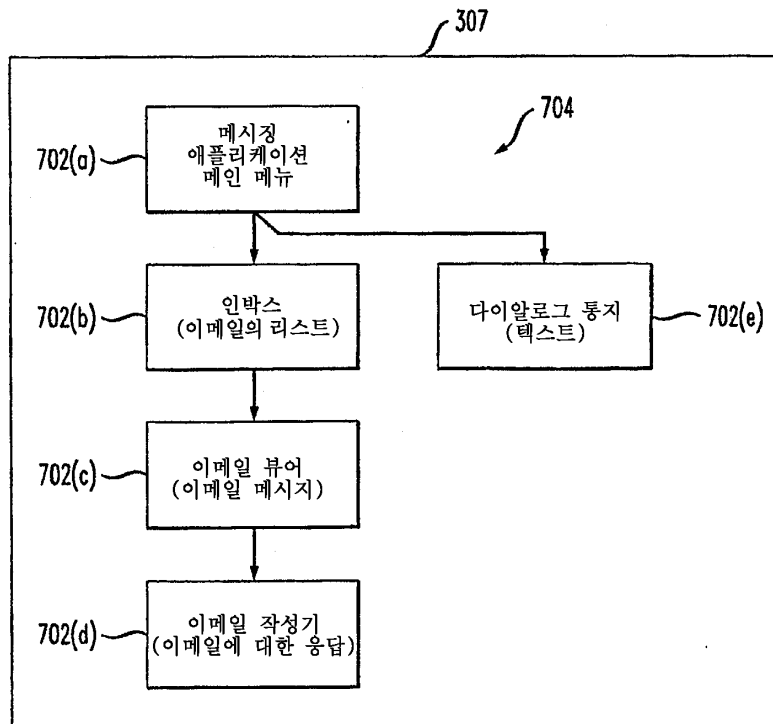 307
704
702(a)
메시징
애플리케이션
메인 메뉴
702(b)
인박스
(이메일의 리스트)
다이알로그 통지
(텍스트)
702(e)
702(c)
이메일 뷰어
(이메일 메시지)
702(d)
이메일 작성기
(이메일에 대한 응답)